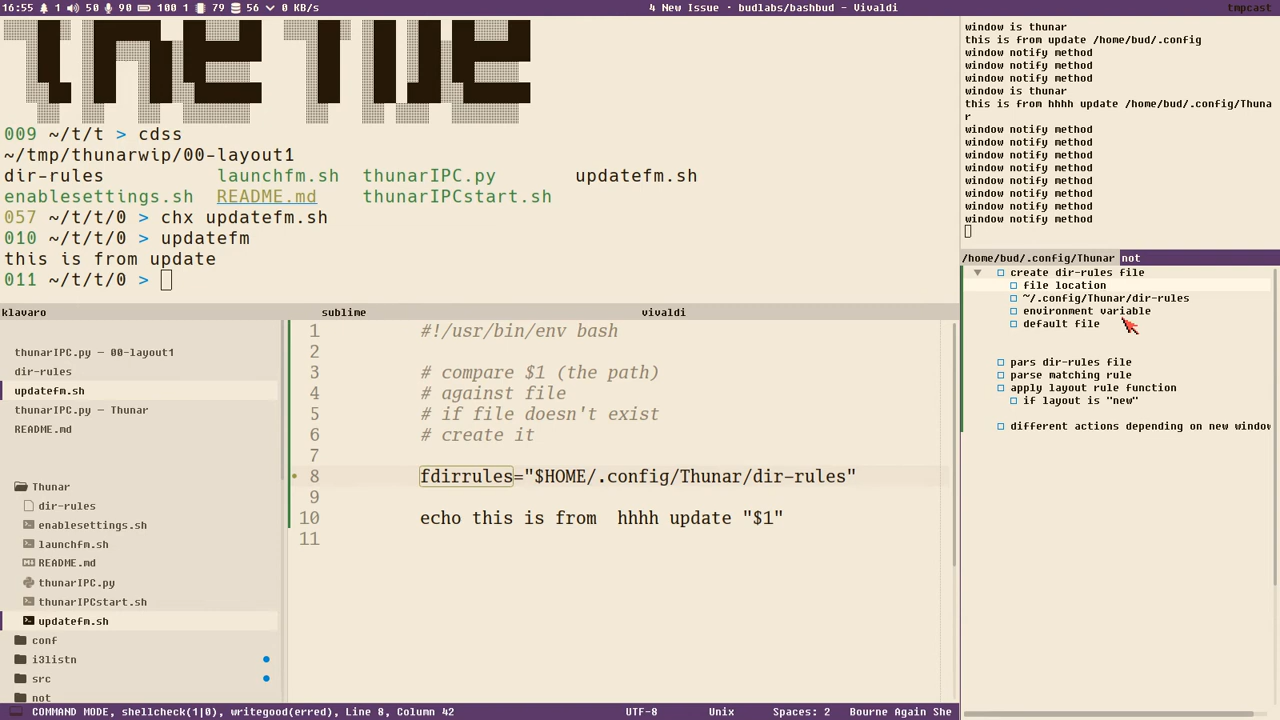 16:55 1 50 90 100 1 79 56 0 KB/s 4 New Issue · budlabs/bashbud - Vivaldi tmpcast
009 ~/t/t > cdss
~/tmp/thunarwip/00-layout1
dir-rules launchfm.sh thunarIPC.py updatefm.sh
enablesettings.sh README.md thunarIPCstart.sh
057 ~/t/t/0 > chx updatefm.sh
010 ~/t/t/0 > updatefm
this is from update
011 ~/t/t/0 >
window is thunar
this is from update /home/bud/.config
window notify method
window notify method
window notify method
window is thunar
this is from hhhh update /home/bud/.config/Thuna
r
window notify method
window notify method
window notify method
window notify method
window notify method
window notify method
window notify method
window notify method
klavaro sublime vivaldi
thunarIPC.py — 00-layout1
dir-rules
updatefm.sh
thunarIPC.py — Thunar
README.md
Thunar
dir-rules
enablesettings.sh
launchfm.sh
README.md
thunarIPC.py
thunarIPCstart.sh
updatefm.sh
conf
i3listn
src
not
1 #!/usr/bin/env bash
2
3 # compare $1 (the path)
4 # against file
5 # if file doesn't exist
6 # create it
7
8 fdirrules="$HOME/.config/Thunar/dir-rules"
9
10 echo this is from  hhhh update "$1"
11
/home/bud/.config/Thunar not
create dir-rules file
file location
~/.config/Thunar/dir-rules
environment variable
default file
pars dir-rules file
parse matching rule
apply layout rule function
if layout is "new"
different actions depending on new window
COMMAND MODE, shellcheck(1|0), writegood(erred), Line 8, Column 42 UTF-8 Unix Spaces: 2 Bourne Again She